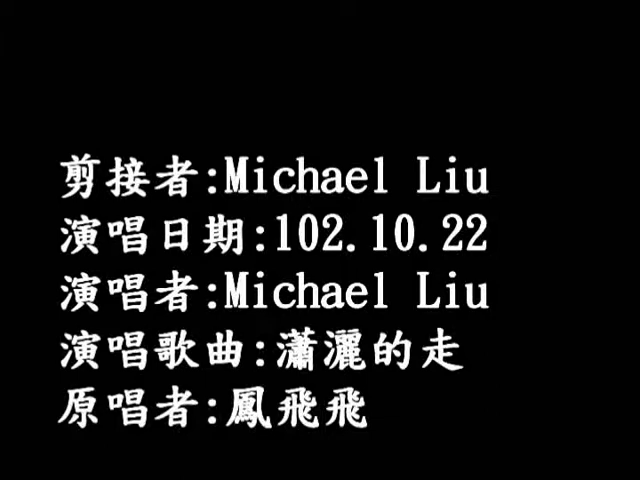 剪接者:Michael Liu
演唱日期:102.10.22
演唱者:Michael Liu
演唱歌曲:瀟灑的走
原唱者:鳳飛飛